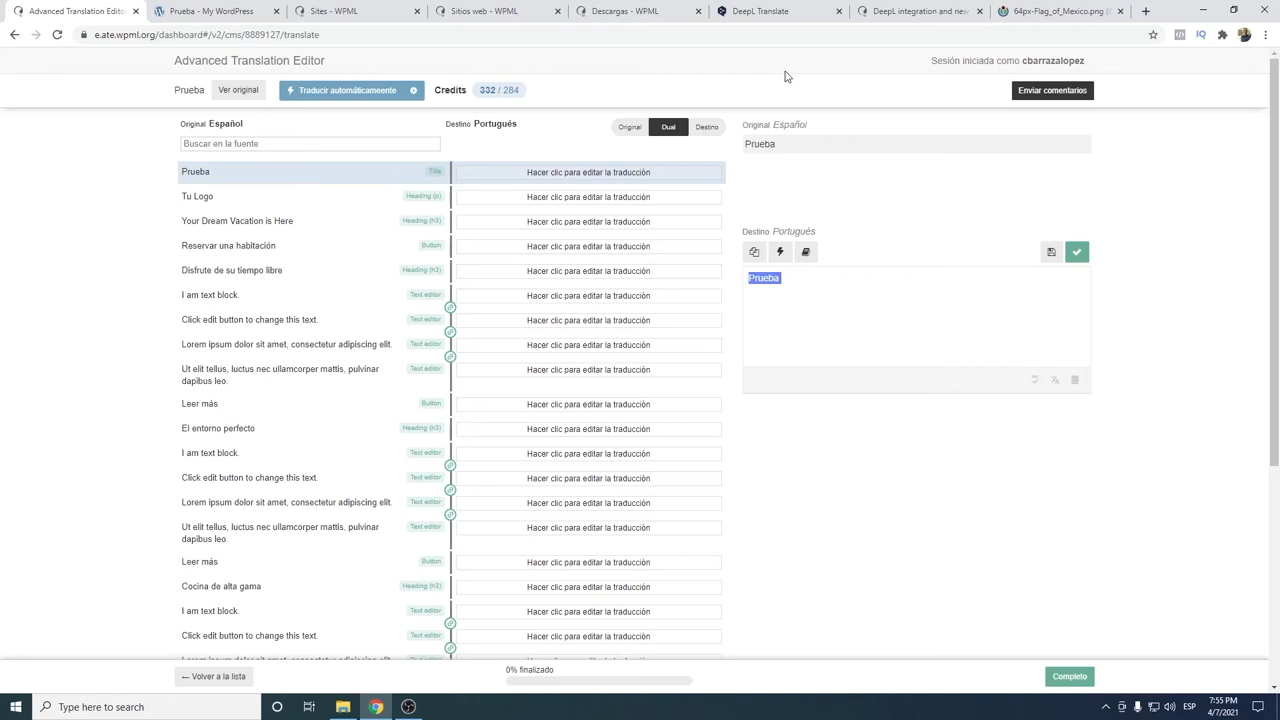 Advanced Translation Editor
Prueba - My WordPress
Sites - WPML
Sitios web - WPML
Descargas - WPML
DeepL Translate
DeepL integration and new
64px-Flag_of_Mexico.png (
e.ate.wpml.org/dashboard#/v2/cms/8889127/translate
Advanced Translation Editor
Sesión iniciada como cbarrazalopez
Prueba
Ver original
Traducir automáticamente
Credits
332 / 284
Enviar comentarios
Original Español
Destino Portugués
Original
Dual
Destino
Buscar en la fuente
Prueba Title Hacer clic para editar la traducción
Tu Logo Heading (p) Hacer clic para editar la traducción
Your Dream Vacation is Here Heading (h3) Hacer clic para editar la traducción
Reservar una habitación Button Hacer clic para editar la traducción
Disfrute de su tiempo libre Heading (h3) Hacer clic para editar la traducción
I am text block. Text editor Hacer clic para editar la traducción
Click edit button to change this text. Text editor Hacer clic para editar la traducción
Lorem ipsum dolor sit amet, consectetur adipiscing elit. Text editor Hacer clic para editar la traducción
Ut elit tellus, luctus nec ullamcorper mattis, pulvinar Text editor Hacer clic para editar la traducción
dapibus leo.
Leer más Button Hacer clic para editar la traducción
El entorno perfecto Heading (h3) Hacer clic para editar la traducción
I am text block. Text editor Hacer clic para editar la traducción
Click edit button to change this text. Text editor Hacer clic para editar la traducción
Lorem ipsum dolor sit amet, consectetur adipiscing elit. Text editor Hacer clic para editar la traducción
Ut elit tellus, luctus nec ullamcorper mattis, pulvinar Text editor Hacer clic para editar la traducción
dapibus leo.
Leer más Button Hacer clic para editar la traducción
Cocina de alta gama Heading (h3) Hacer clic para editar la traducción
I am text block. Text editor Hacer clic para editar la traducción
Click edit button to change this text. Text editor Hacer clic para editar la traducción
Original Español
Prueba
Destino Portugués
Prueba
← Volver a la lista
0% finalizado
Completo
Type here to search
ESP
7:55 PM
4/7/2021